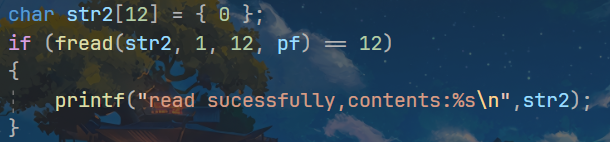 char str2[12] = { 0 };
if (fread(str2, 1, 12, pf) == 12)
{
    printf("read sucessfully,contents:%s\n",str2);
}